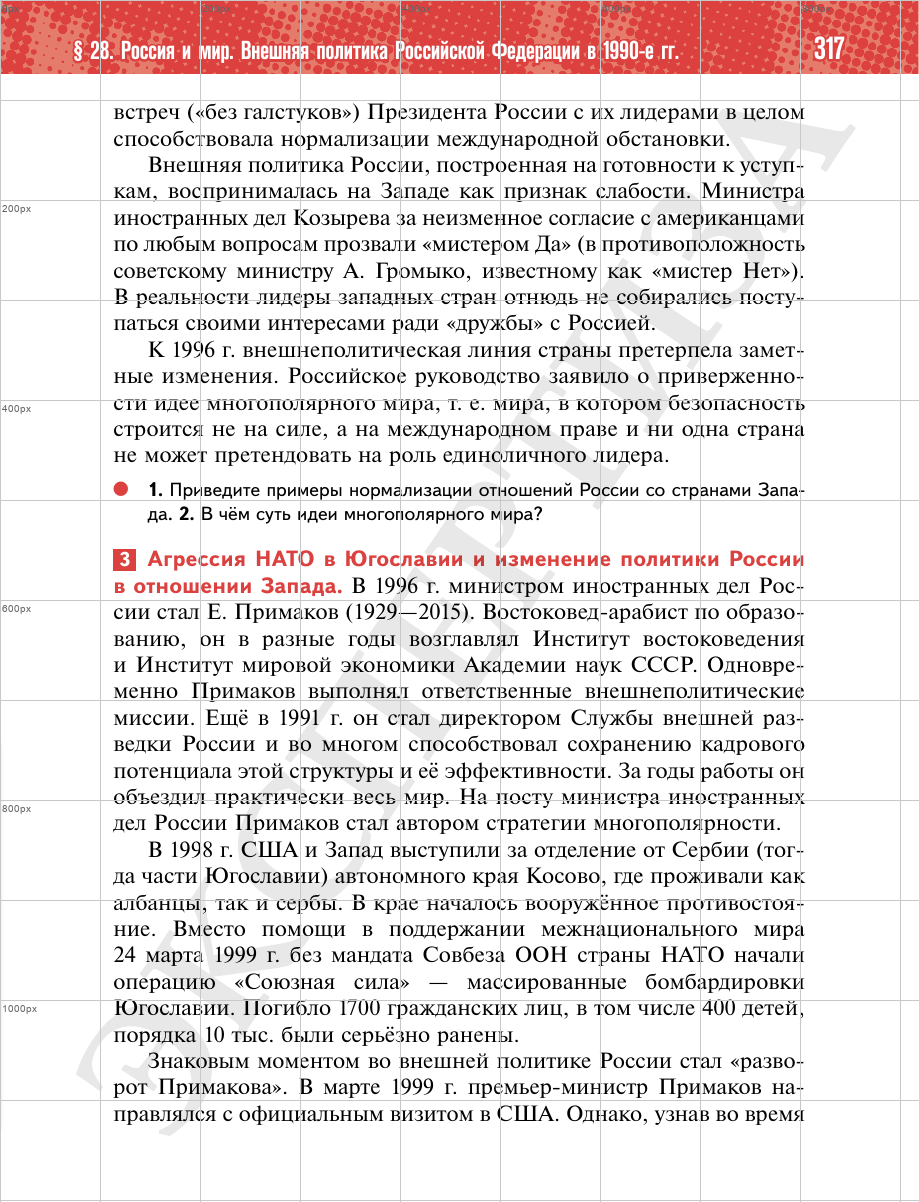 § 28. Россия и мир. Внешняя политика Российской Федерации в 1990-е гг. 317
встреч («без галстуков») Президента России с их лидерами в целом
способствовала нормализации международной обстановки.
Внешняя политика России, построенная на готовности к уступ-
кам, воспринималась на Западе как признак слабости. Министра
иностранных дел Козырева за неизменное согласие с американцами
по любым вопросам прозвали «мистером Да» (в противоположность
советскому министру А. Громыко, известному как «мистер Нет»).
В реальности лидеры западных стран отнюдь не собирались посту-
паться своими интересами ради «дружбы» с Россией.
К 1996 г. внешнеполитическая линия страны претерпела замет-
ные изменения. Российское руководство заявило о приверженно-
сти идее многополярного мира, т. е. мира, в котором безопасность
строится не на силе, а на международном праве и ни одна страна
не может претендовать на роль единоличного лидера.
1. Приведите примеры нормализации отношений России со странами Запа-
да. 2. В чём суть идеи многополярного мира?
3 Агрессия НАТО в Югославии и изменение политики России
в отношении Запада. В 1996 г. министром иностранных дел Рос-
сии стал Е. Примаков (1929—2015). Востоковед-арабист по образо-
ванию, он в разные годы возглавлял Институт востоковедения
и Институт мировой экономики Академии наук СССР. Одновре-
менно Примаков выполнял ответственные внешнеполитические
миссии. Ещё в 1991 г. он стал директором Службы внешней раз-
ведки России и во многом способствовал сохранению кадрового
потенциала этой структуры и её эффективности. За годы работы он
объездил практически весь мир. На посту министра иностранных
дел России Примаков стал автором стратегии многополярности.
В 1998 г. США и Запад выступили за отделение от Сербии (тог-
да части Югославии) автономного края Косово, где проживали как
албанцы, так и сербы. В крае началось вооружённое противостоя-
ние. Вместо помощи в поддержании межнационального мира
24 марта 1999 г. без мандата Совбеза ООН страны НАТО начали
операцию «Союзная сила» — массированные бомбардировки
Югославии. Погибло 1700 гражданских лиц, в том числе 400 детей,
порядка 10 тыс. были серьёзно ранены.
Знаковым моментом во внешней политике России стал «разво-
рот Примакова». В марте 1999 г. премьер-министр Примаков на-
правлялся с официальным визитом в США. Однако, узнав во время
ЭКСПЕРТИЗА
200px
400px
600px
800px
1000px